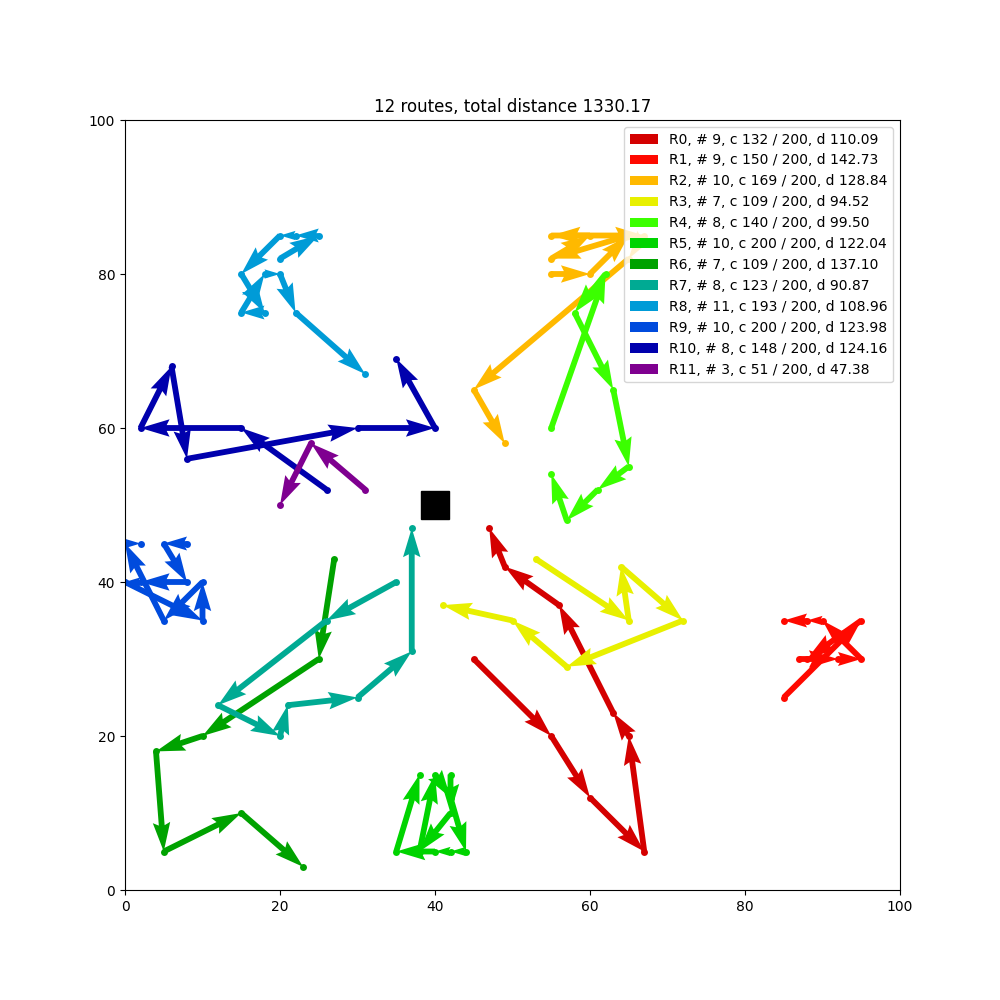 12 routes, total distance 1330.17
R0, # 9, c 132 / 200, d 110.09
R1, # 9, c 150 / 200, d 142.73
R2, # 10, c 169 / 200, d 128.84
R3, # 7, c 109 / 200, d 94.52
R4, # 8, c 140 / 200, d 99.50
R5, # 10, c 200 / 200, d 122.04
R6, # 7, c 109 / 200, d 137.10
R7, # 8, c 123 / 200, d 90.87
R8, # 11, c 193 / 200, d 108.96
R9, # 10, c 200 / 200, d 123.98
R10, # 8, c 148 / 200, d 124.16
R11, # 3, c 51 / 200, d 47.38
100
80
60
40
20
0
0 20 40 60 80 100